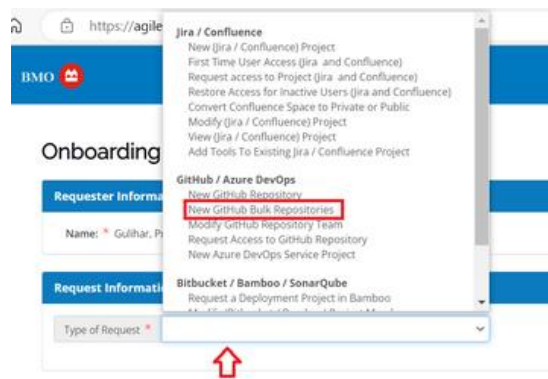 https://agile
BMO
Onboarding
Requester Informa
Name: * Gulihar, P
Request Informati
Type of Request *
Jira / Confluence
New (Jira / Confluence) Project
First Time User Access (Jira and Confluence)
Request access to Project (Jira and Confluence)
Restore Access for Inactive Users (Jira and Confluence)
Convert Confluence Space to Private or Public
Modify (Jira / Confluence) Project
View (Jira / Confluence) Project
Add Tools To Existing Jira / Confluence Project
GitHub / Azure DevOps
New GitHub Repository
New GitHub Bulk Repositories
Modify GitHub Repository Team
Request Access to GitHub Repository
New Azure DevOps Service Project
Bitbucket / Bamboo / SonarQube
Request a Deployment Project in Bamboo